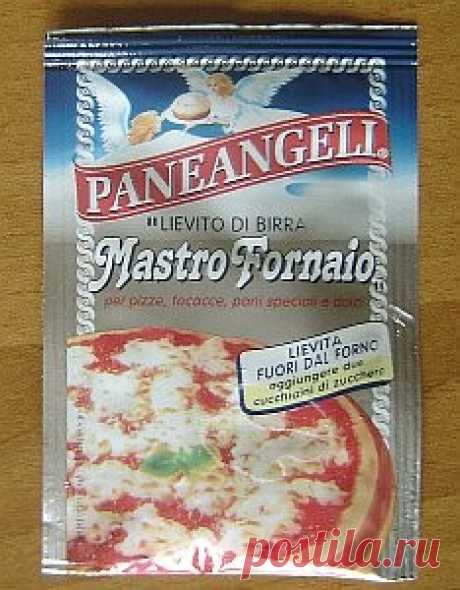 PANEANGELI®
IL LIEVITO DI BIRRA
Mastro Fornaio
per pizze, focacce, pani speciali e dolci
LIEVITA
FUORI DAL FORNO
aggiungere due
cucchiaini di zucchero
postila.ru